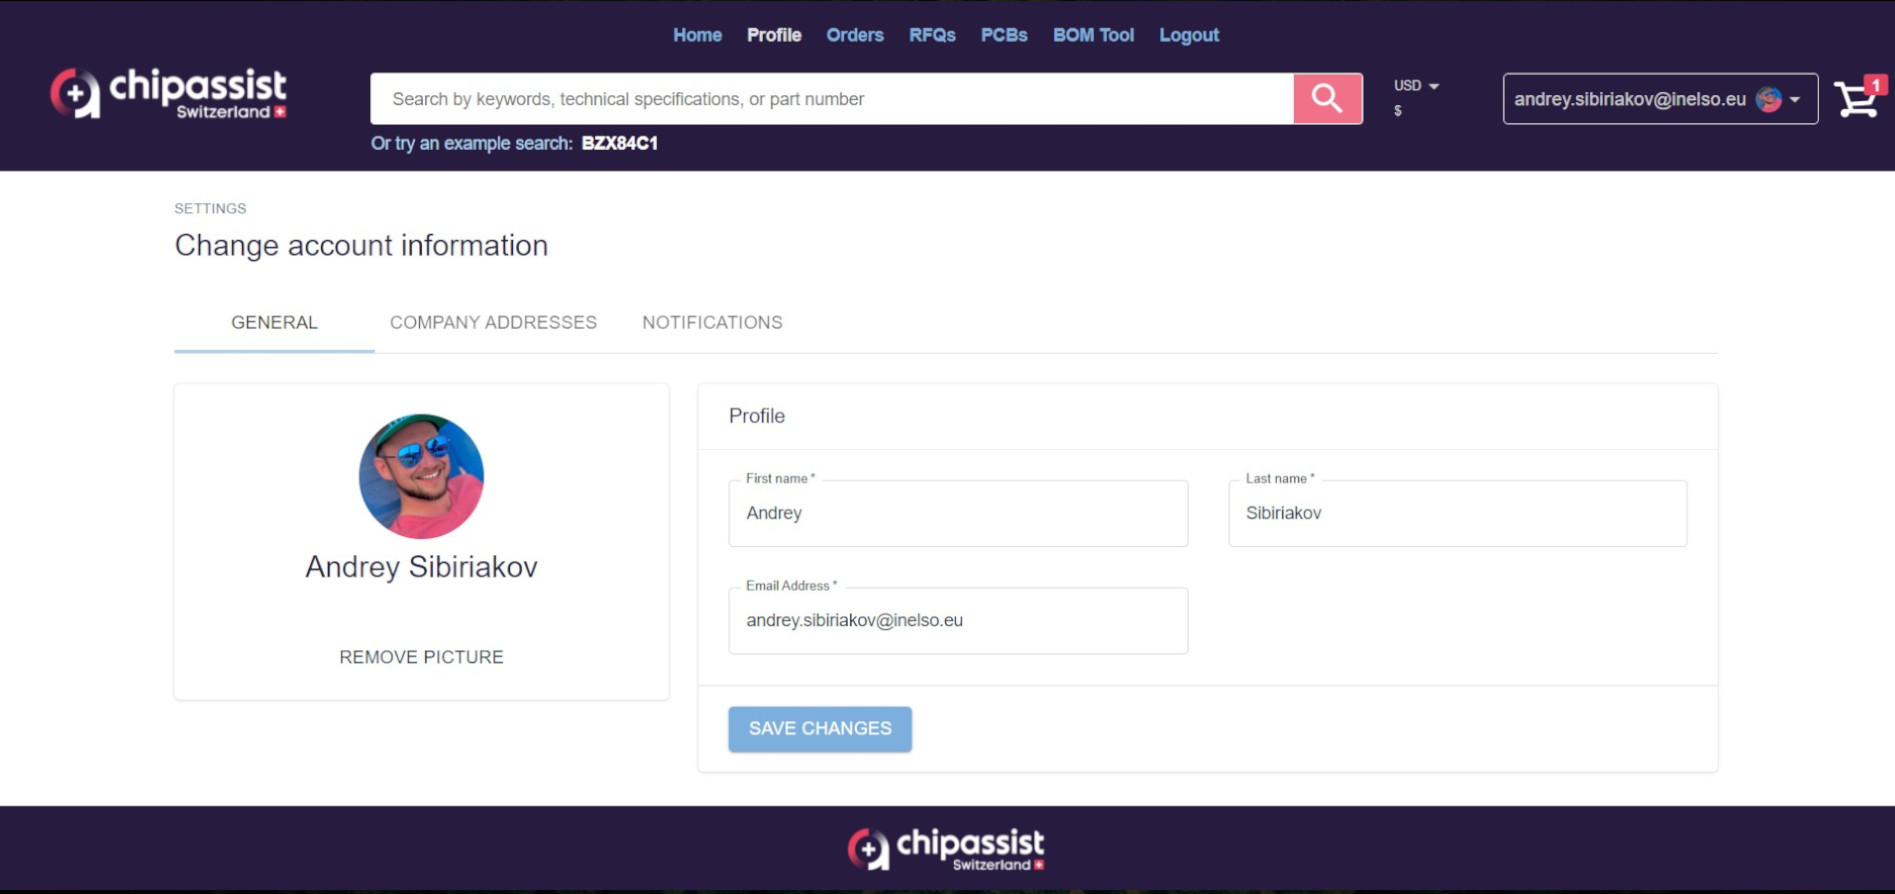 Home Profile Orders RFQs PCBs BOM Tool Logout
chipassist
Switzerland
Search by keywords, technical specifications, or part number
USD
$
andrey.sibiriakov@inelso.eu
1
Or try an example search: BZX84C1
SETTINGS
Change account information
GENERAL COMPANY ADDRESSES NOTIFICATIONS
Andrey Sibiriakov
REMOVE PICTURE
Profile
First name *
Andrey
Last name *
Sibiriakov
Email Address *
andrey.sibiriakov@inelso.eu
SAVE CHANGES
chipassist
Switzerland